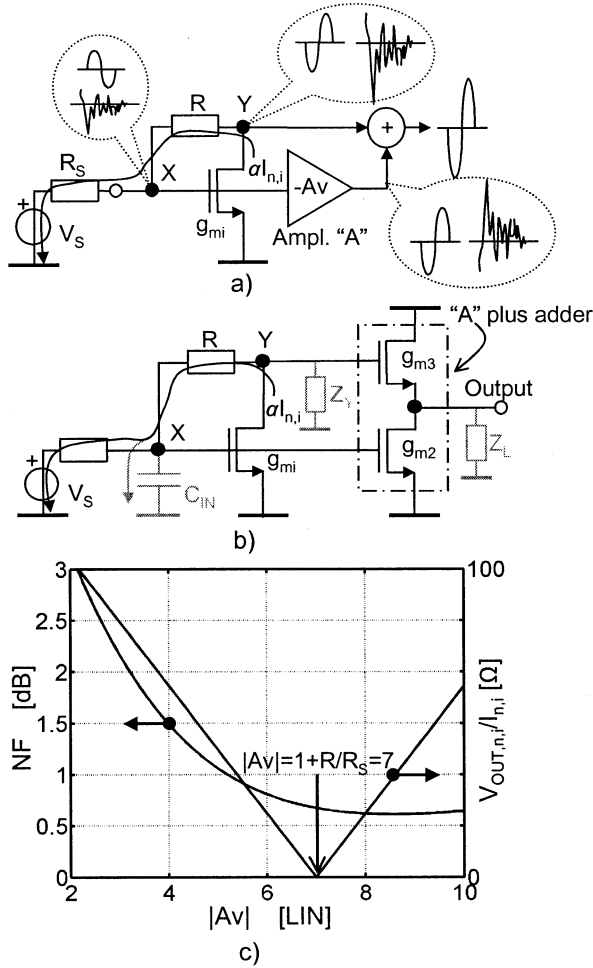 R
Y
R_S
X
αI_n,i
+
+
V_S
g_mi
-Av
Ampl. “A”
a)
“A” plus adder
R
Y
g_m3
αI_n,i
Z_Y
Output
X
+
V_S
C_IN
g_mi
g_m2
Z_L
b)
3
2.5
2
1.5
1
0.5
0
NF [dB]
100
0
V_OUT,n,i/I_n,i [Ω]
|Av|=1+R/R_S=7
2
4
6
8
10
|Av| [LIN]
c)